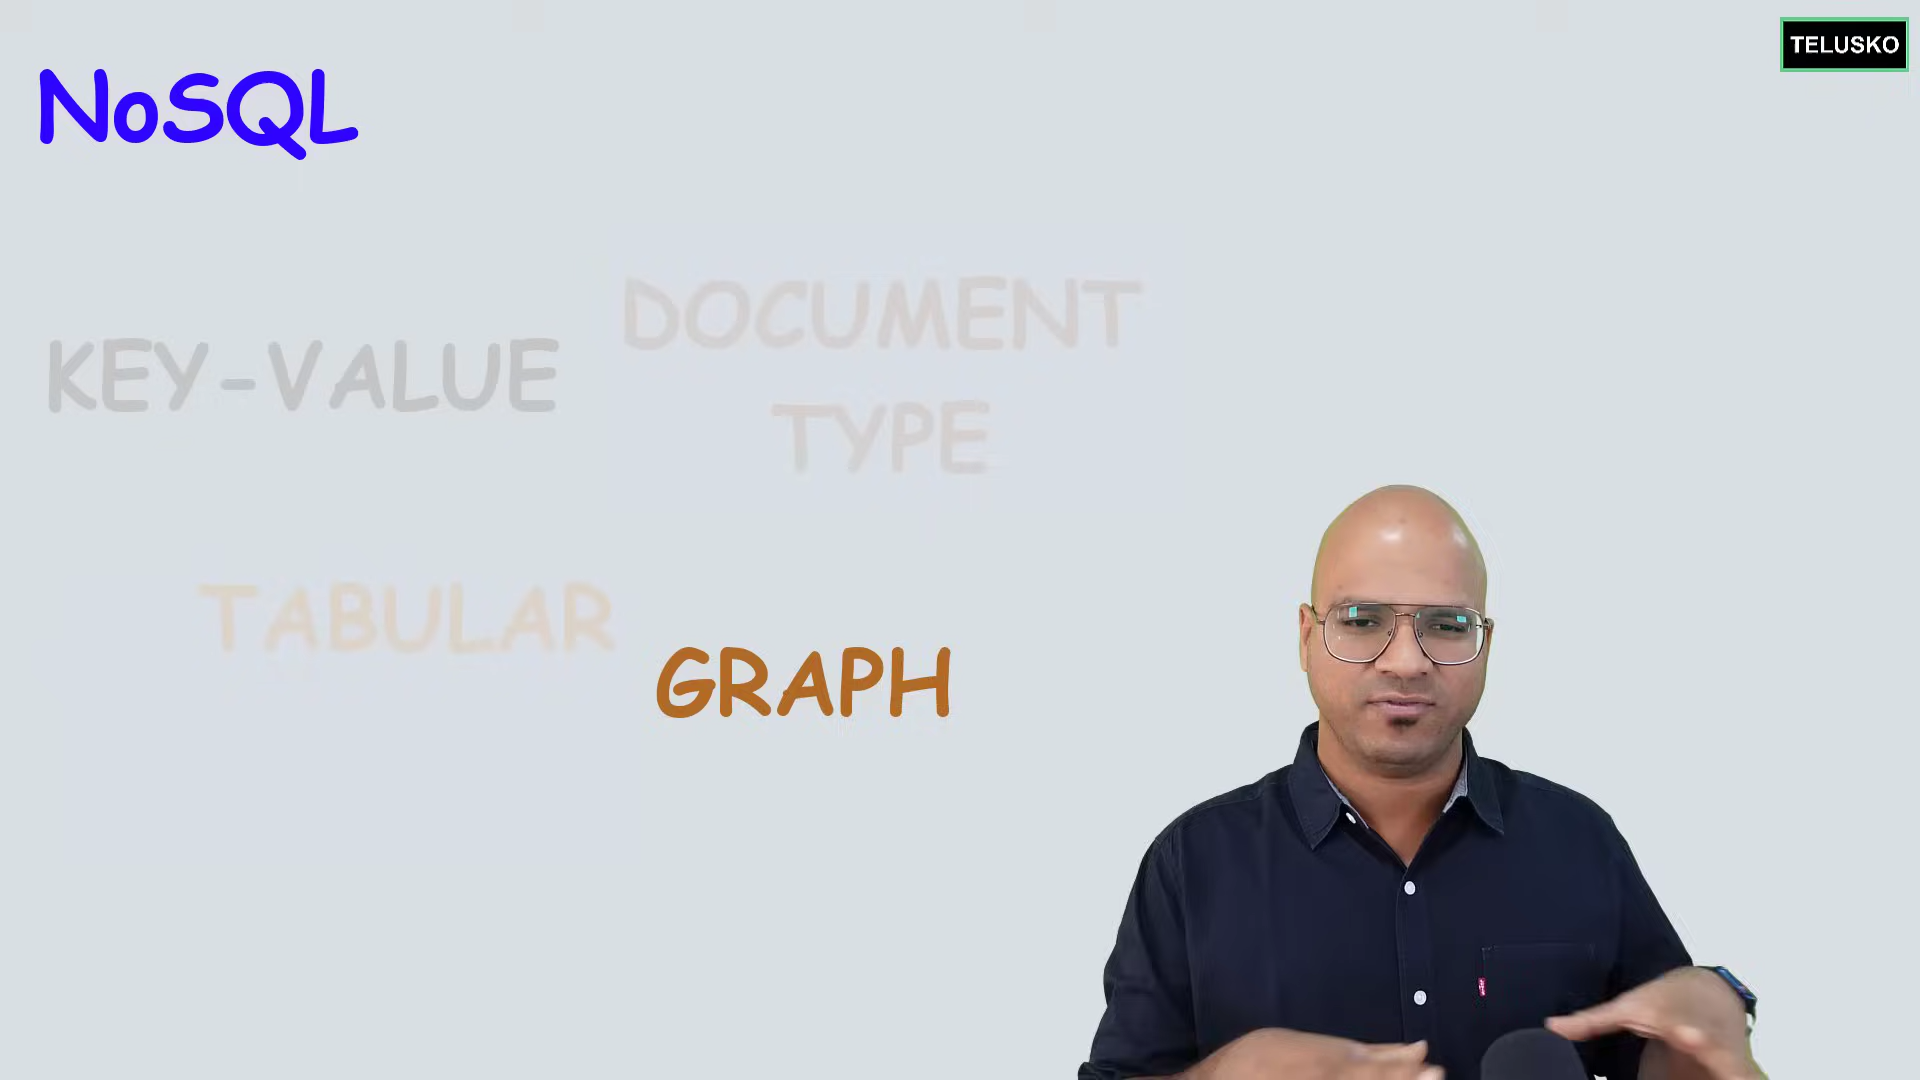 NoSQL
TELUSKO
KEY-VALUE
DOCUMENT
TYPE
TABULAR
GRAPH